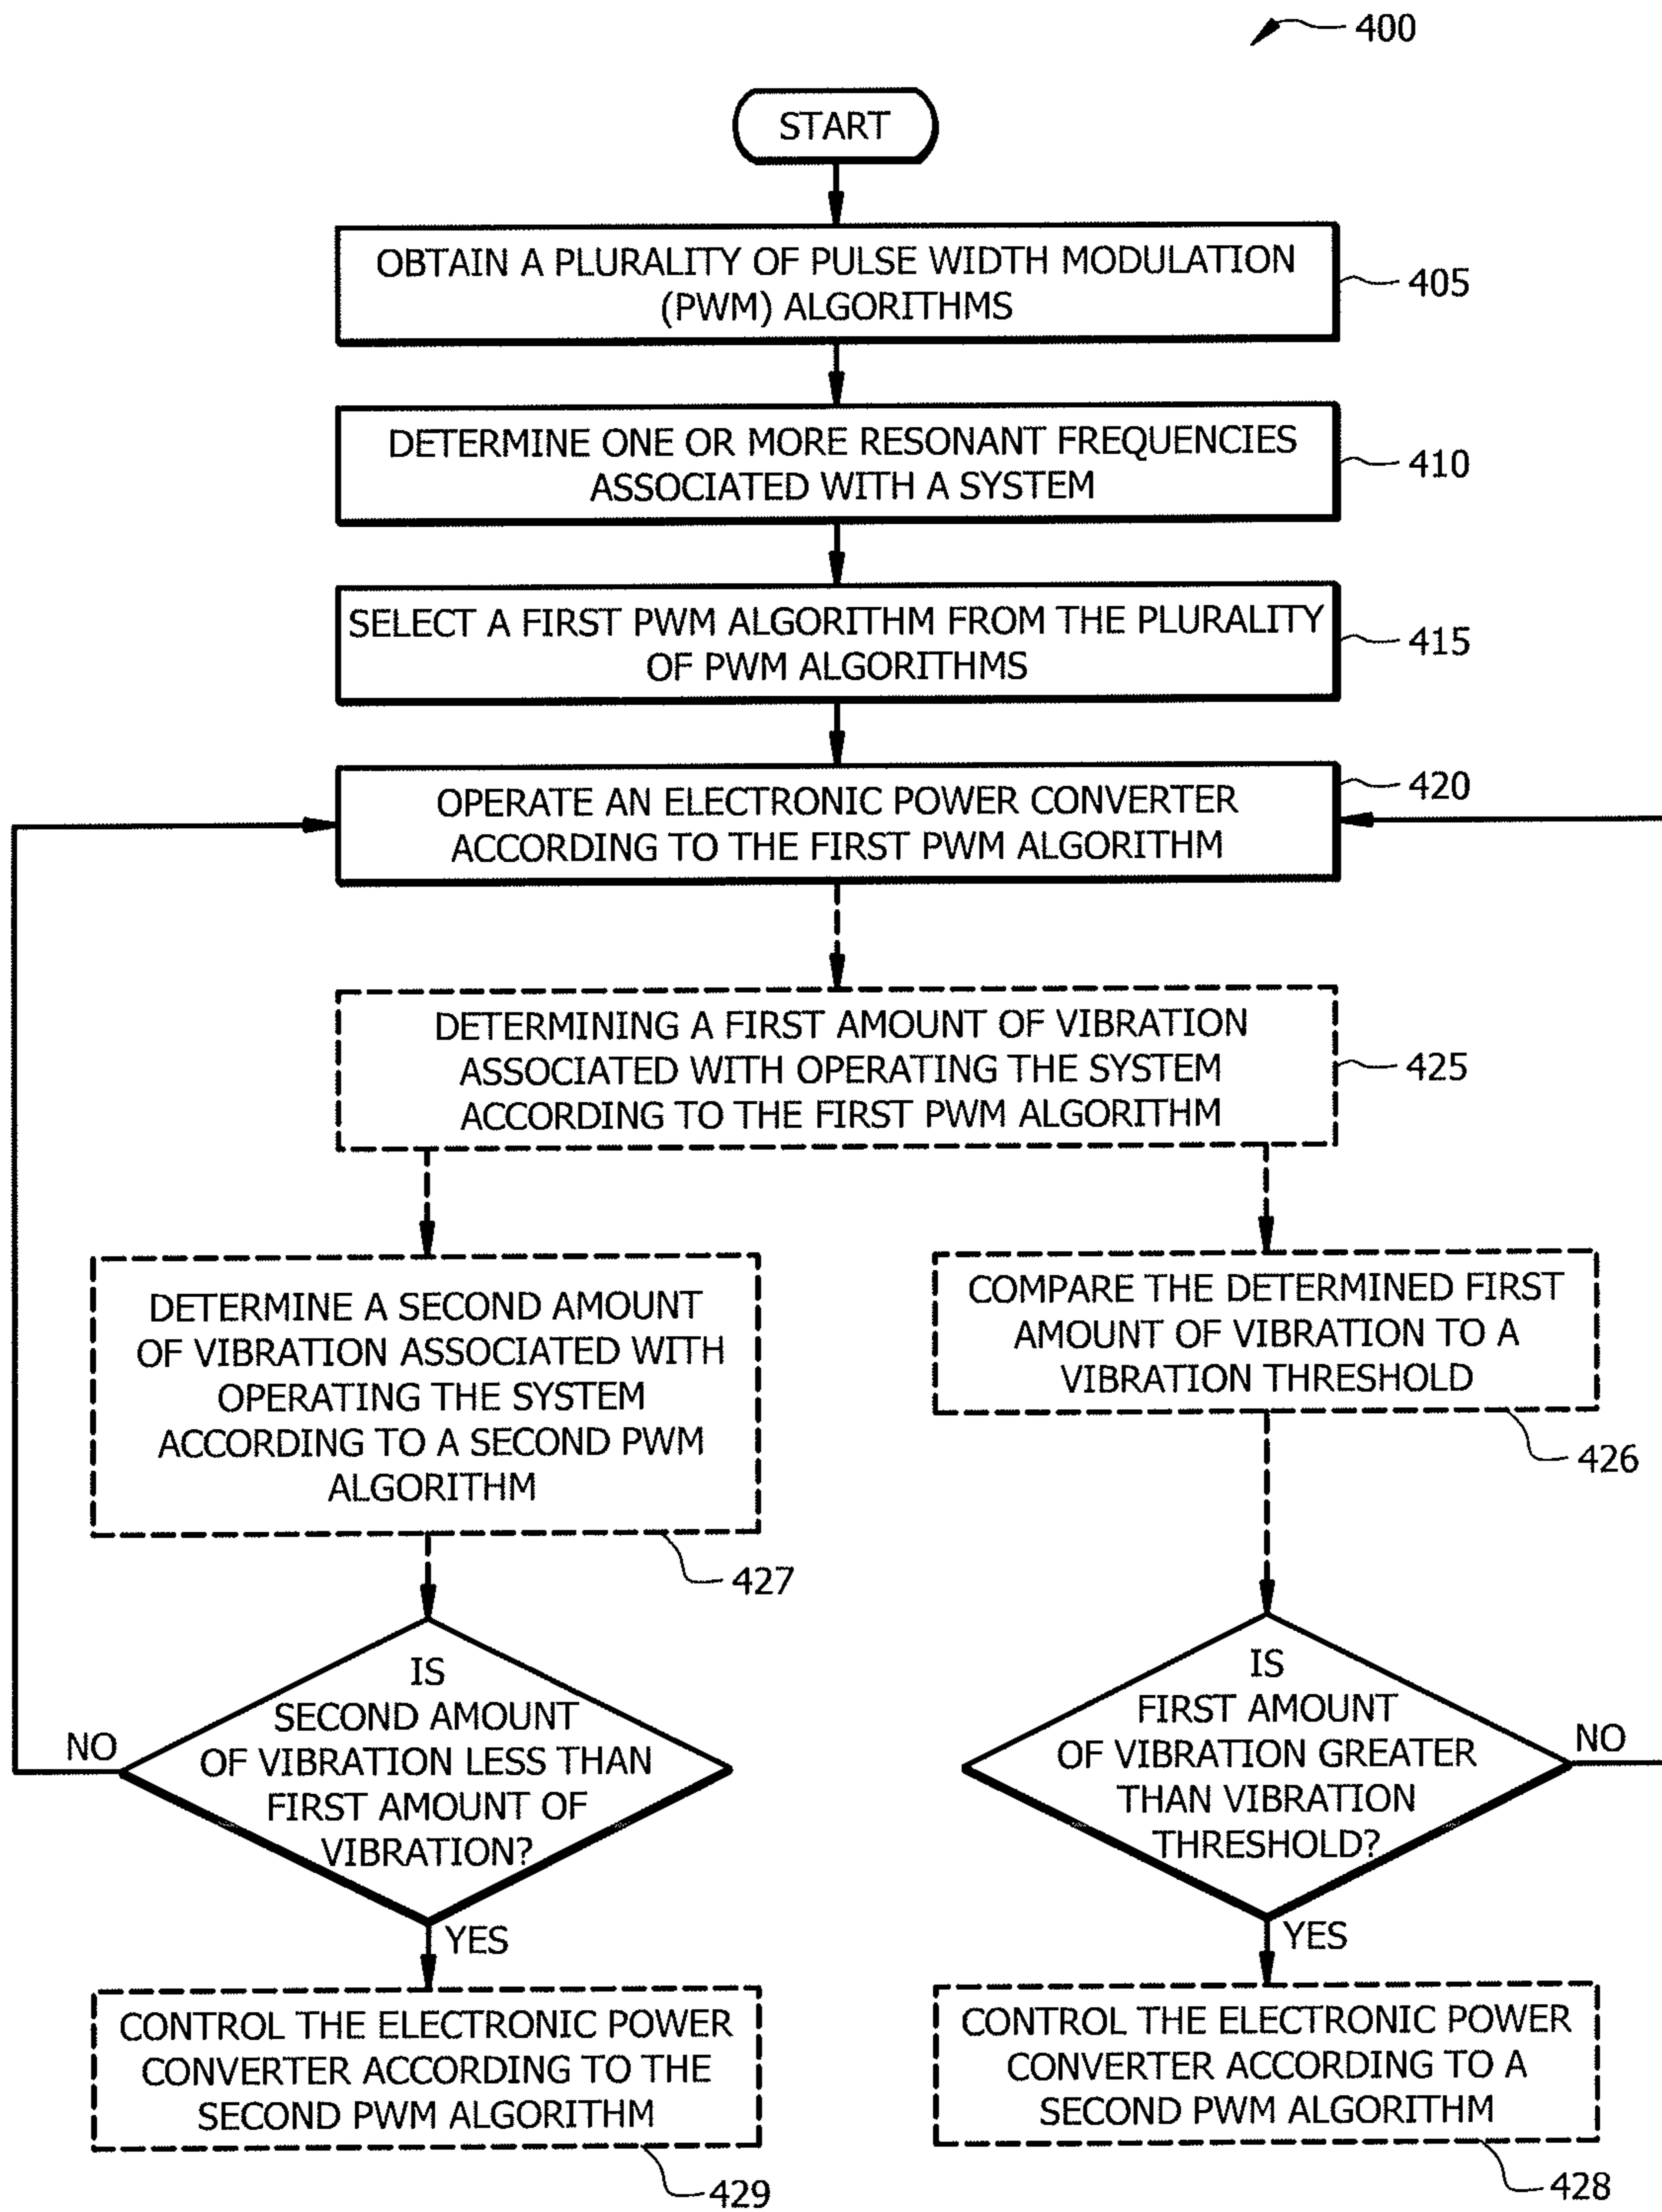 400
START
OBTAIN A PLURALITY OF PULSE WIDTH MODULATION
(PWM) ALGORITHMS
405
DETERMINE ONE OR MORE RESONANT FREQUENCIES
ASSOCIATED WITH A SYSTEM
410
SELECT A FIRST PWM ALGORITHM FROM THE PLURALITY
OF PWM ALGORITHMS
415
OPERATE AN ELECTRONIC POWER CONVERTER
ACCORDING TO THE FIRST PWM ALGORITHM
420
DETERMINING A FIRST AMOUNT OF VIBRATION
ASSOCIATED WITH OPERATING THE SYSTEM
ACCORDING TO THE FIRST PWM ALGORITHM
425
DETERMINE A SECOND AMOUNT
OF VIBRATION ASSOCIATED WITH
OPERATING THE SYSTEM
ACCORDING TO A SECOND PWM
ALGORITHM
427
COMPARE THE DETERMINED FIRST
AMOUNT OF VIBRATION TO A
VIBRATION THRESHOLD
426
IS
SECOND AMOUNT
OF VIBRATION LESS THAN
FIRST AMOUNT OF
VIBRATION?
NO
YES
IS
FIRST AMOUNT
OF VIBRATION GREATER
THAN VIBRATION
THRESHOLD?
NO
YES
CONTROL THE ELECTRONIC POWER
CONVERTER ACCORDING TO THE
SECOND PWM ALGORITHM
429
CONTROL THE ELECTRONIC POWER
CONVERTER ACCORDING TO A
SECOND PWM ALGORITHM
428